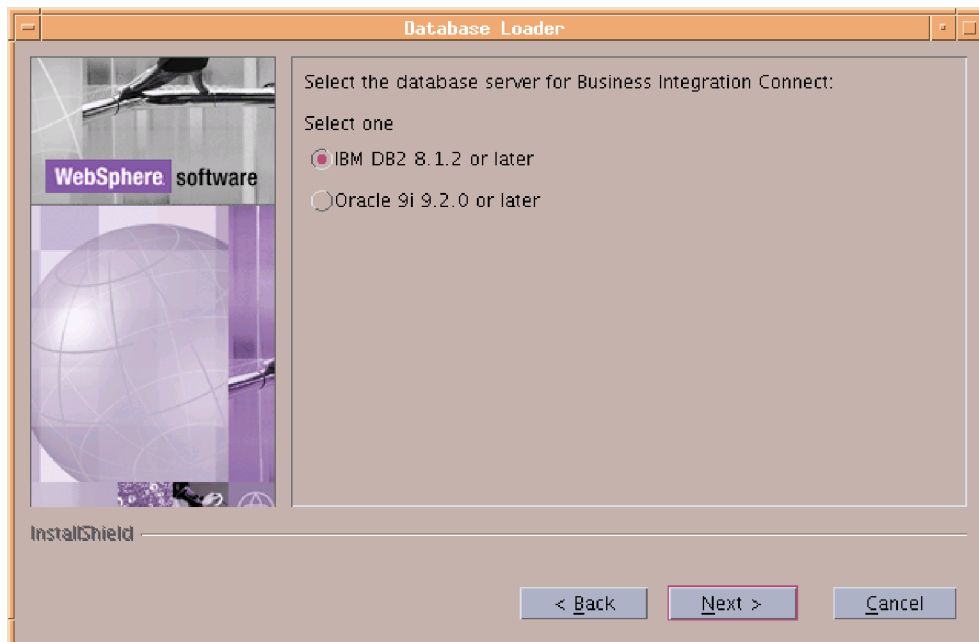 Database Loader
WebSphere software
Select the database server for Business Integration Connect:
Select one
IBM DB2 8.1.2 or later
Oracle 9i 9.2.0 or later
InstallShield
< Back
Next >
Cancel